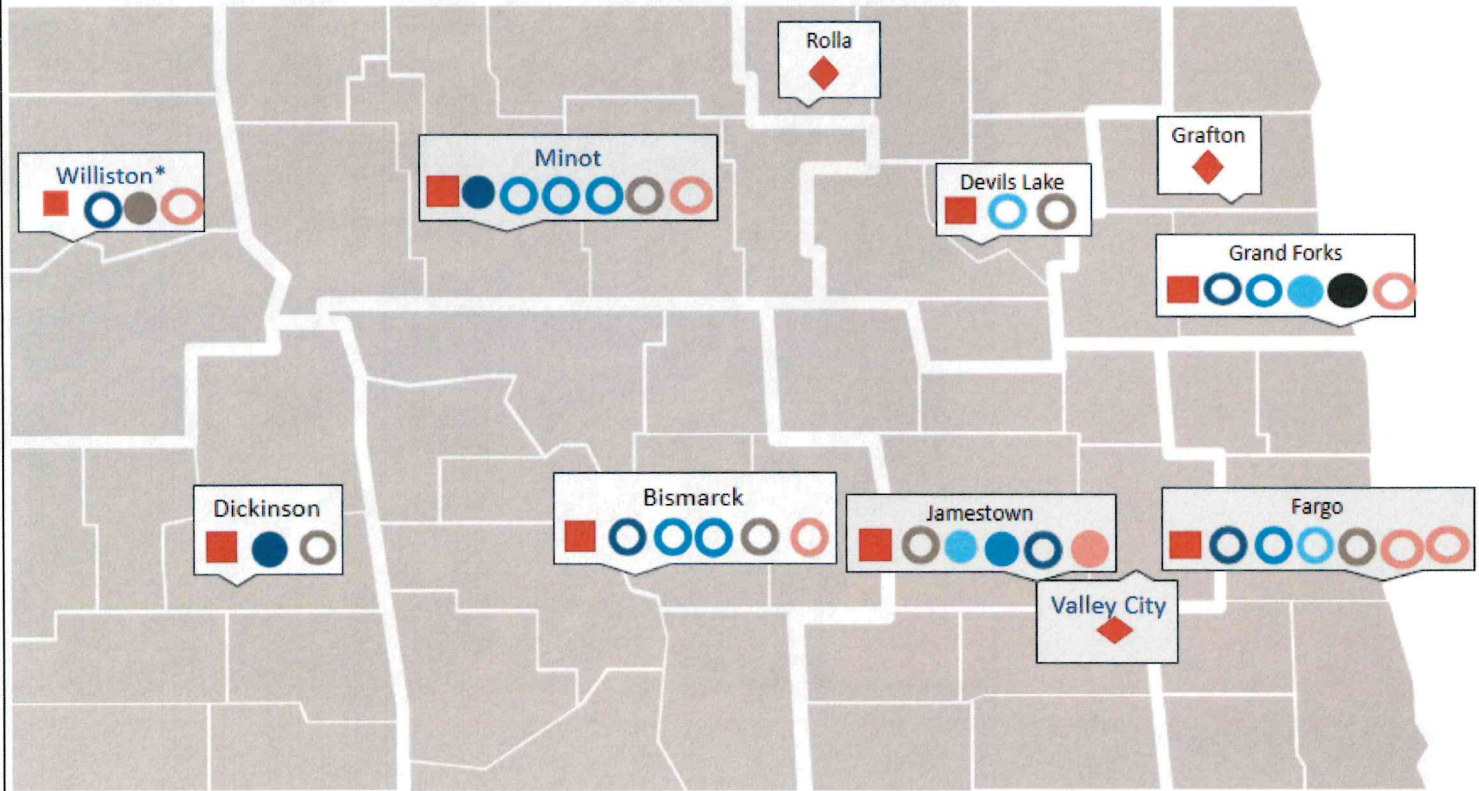 Rolla
Grafton
Williston*
Minot
Devils Lake
Grand Forks
Dickinson
Bismarck
Jamestown
Fargo
Valley City